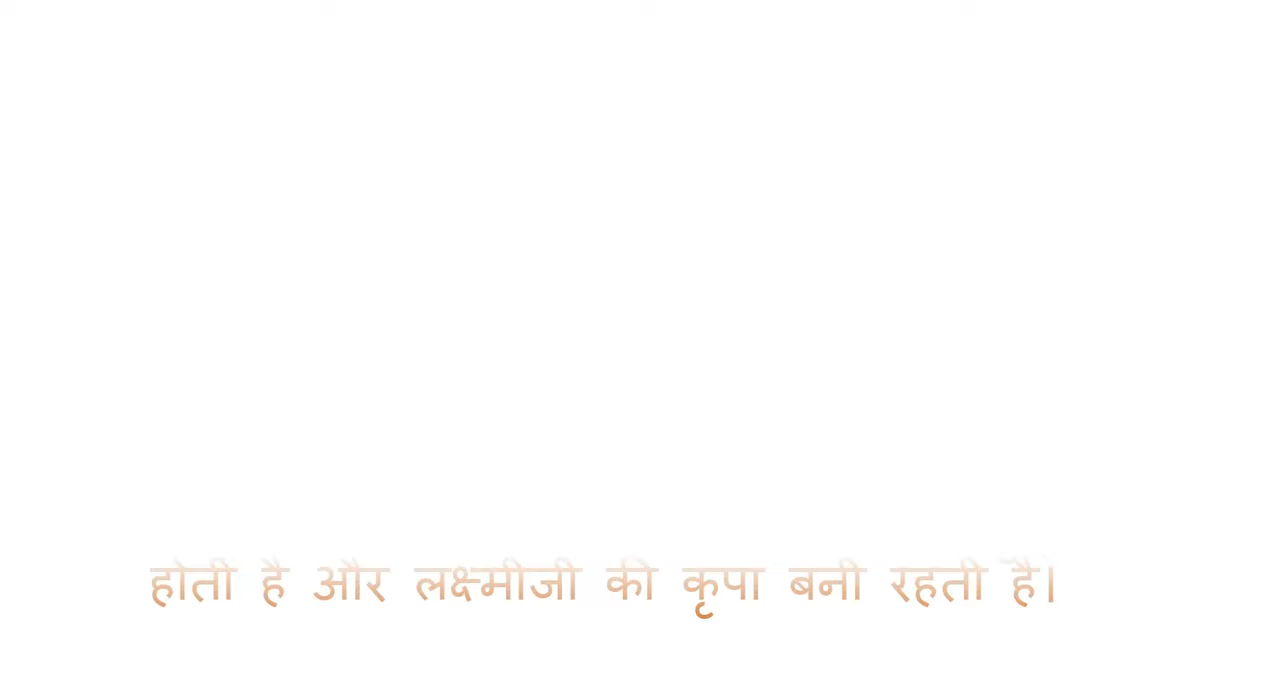 होती है और लक्ष्मीजी की कृपा बनी रहती है।